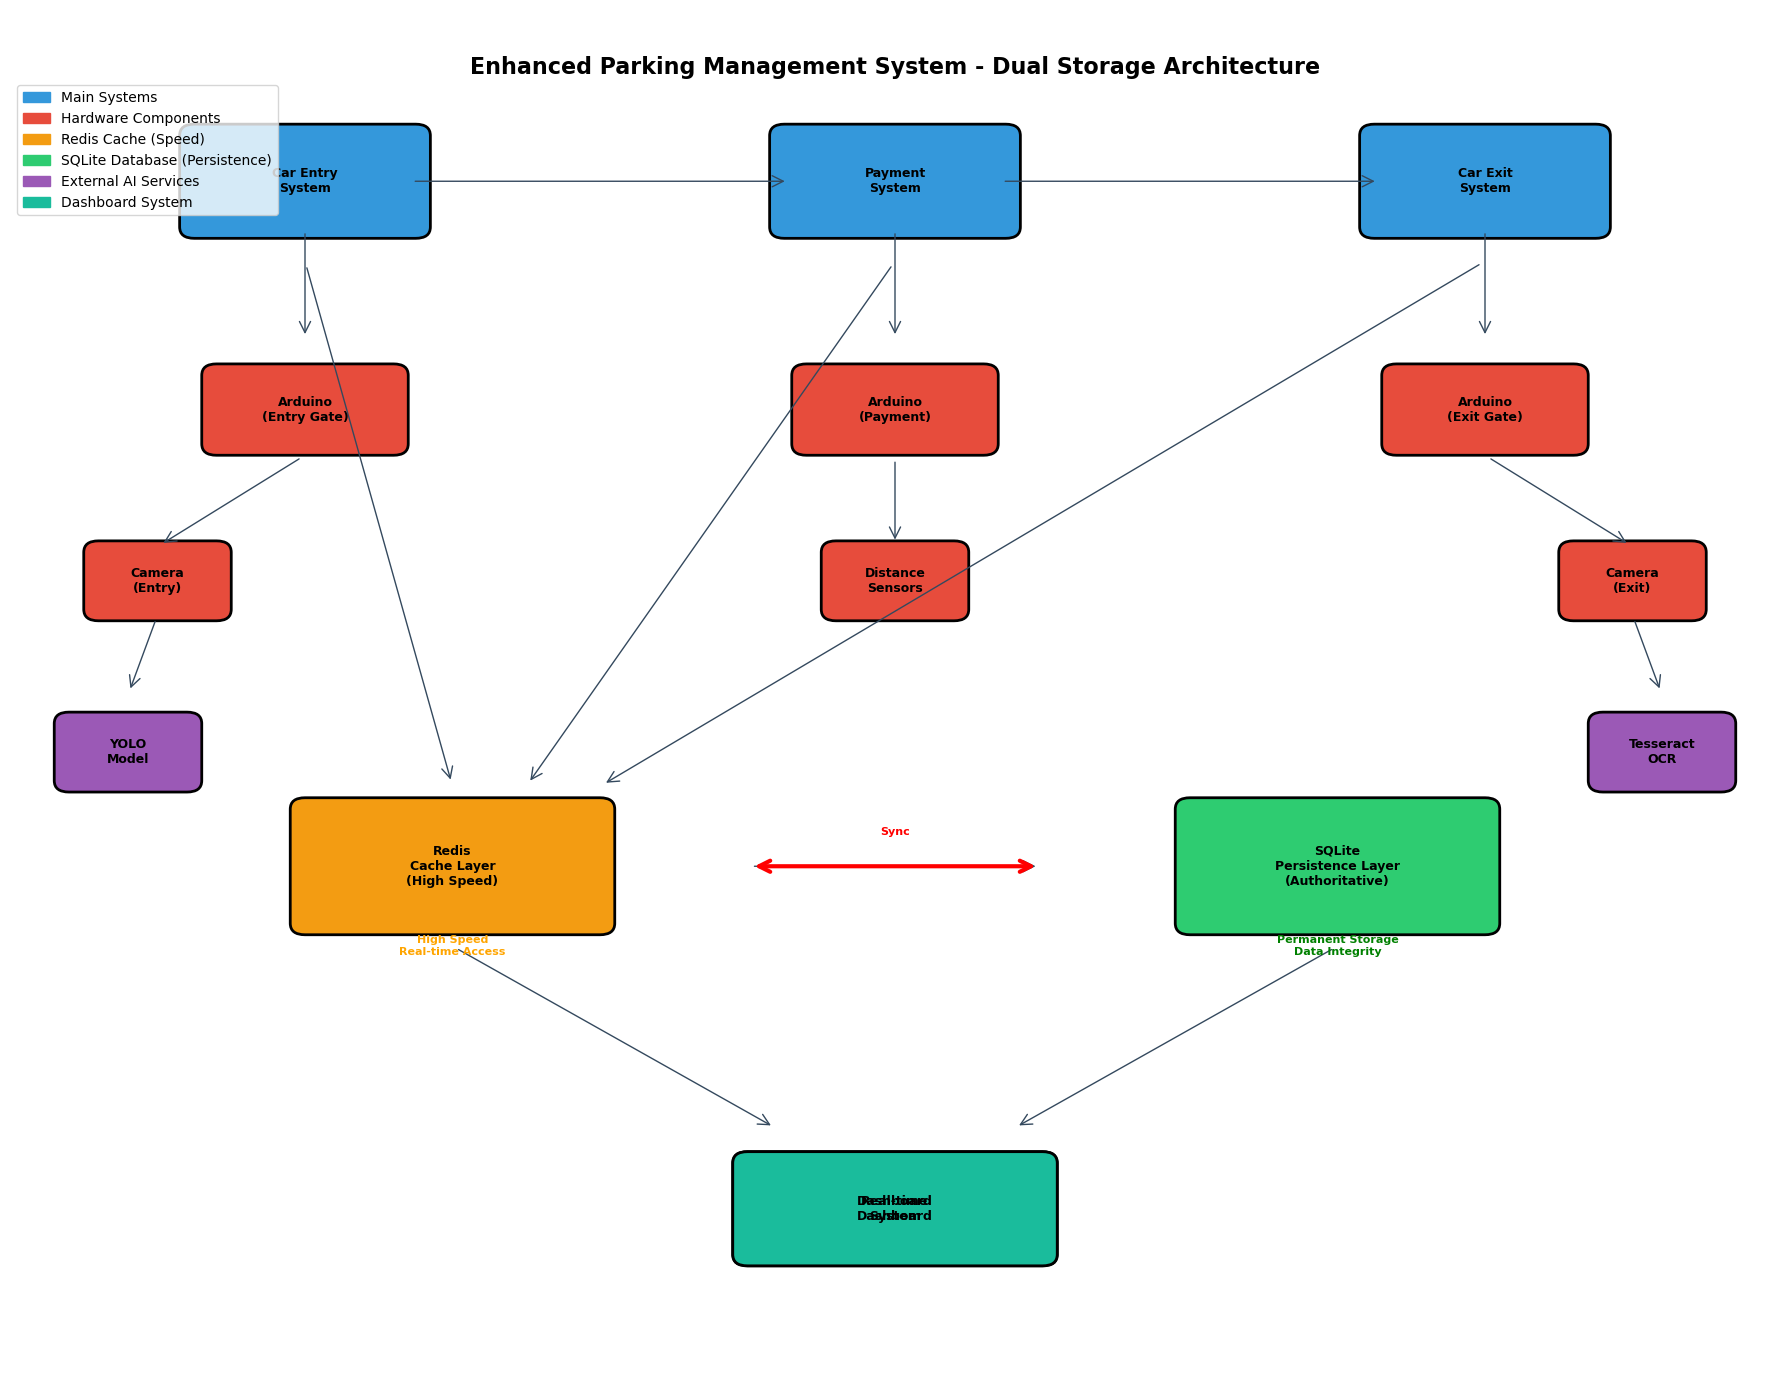 Enhanced Parking Management System - Dual Storage Architecture
Main Systems
Hardware Components
Redis Cache (Speed)
SQLite Database (Persistence)
External AI Services
Dashboard System
Car Entry
System
Payment
System
Car Exit
System
Arduino
(Entry Gate)
Arduino
(Payment)
Arduino
(Exit Gate)
Camera
(Entry)
Distance
Sensors
Camera
(Exit)
YOLO
Model
Tesseract
OCR
Redis
Cache Layer
(High Speed)
Sync
SQLite
Persistence Layer
(Authoritative)
High Speed
Real-time Access
Permanent Storage
Data Integrity